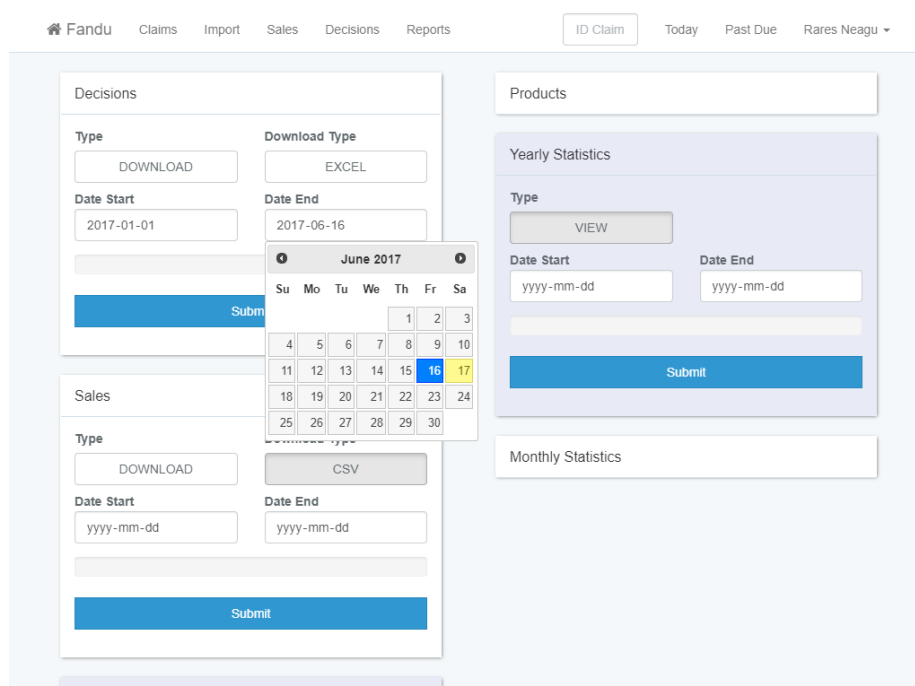 Fandu Claims Import Sales Decisions Reports ID Claim Today Past Due Rares Neagu
Decisions
Type Download Type
DOWNLOAD EXCEL
Date Start Date End
2017-01-01 2017-06-16
June 2017
Su Mo Tu We Th Fr Sa
1 2 3
4 5 6 7 8 9 10
11 12 13 14 15 16 17
18 19 20 21 22 23 24
25 26 27 28 29 30
Subm
Sales
Type Download Type
DOWNLOAD CSV
Date Start Date End
yyyy-mm-dd yyyy-mm-dd
Submit
Products
Yearly Statistics
Type
VIEW
Date Start Date End
yyyy-mm-dd yyyy-mm-dd
Submit
Monthly Statistics